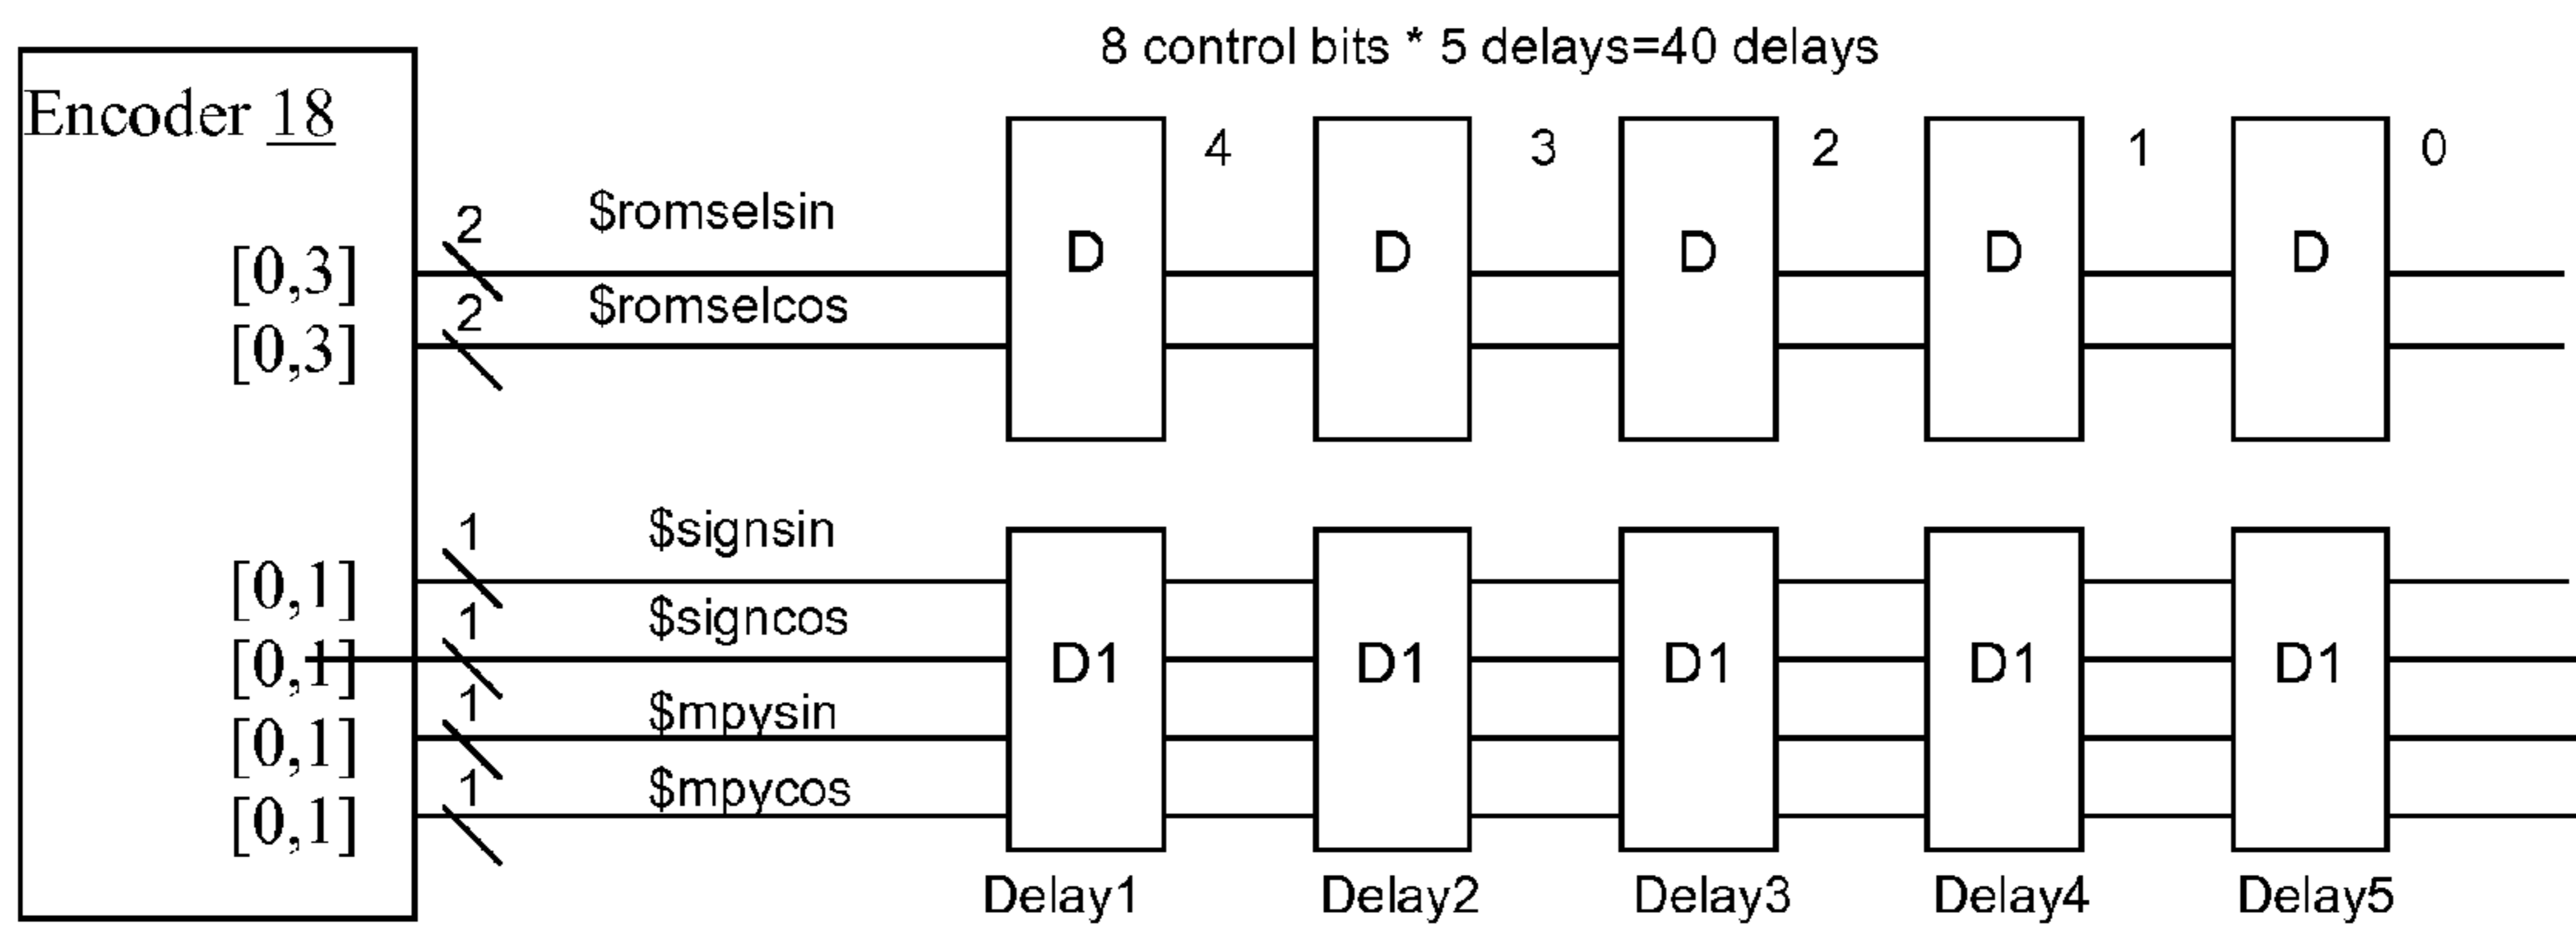 8 control bits * 5 delays=40 delays
Encoder 18
4 3 2 1 0
2 $romselsin
[0,3]
D D D D D
2 $romselcos
[0,3]
1 $signsin
[0,1]
1 $signcos
[0,1]
D1 D1 D1 D1 D1
1 $mpysin
[0,1]
1 $mpycos
[0,1]
Delay1 Delay2 Delay3 Delay4 Delay5